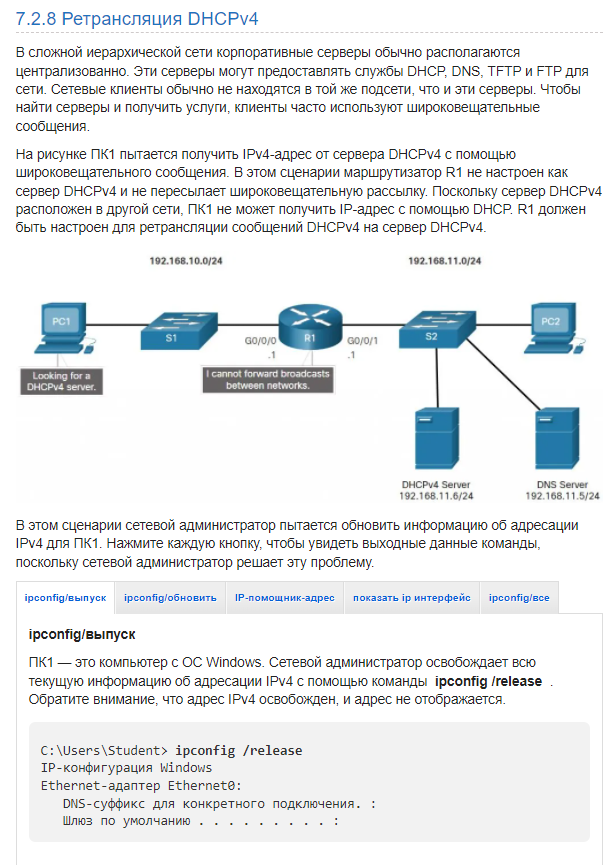 7.2.8 Ретрансляция DHCPv4
В сложной иерархической сети корпоративные серверы обычно располагаются
централизованно. Эти серверы могут предоставлять службы DHCP, DNS, TFTP и FTP для
сети. Сетевые клиенты обычно не находятся в той же подсети, что и эти серверы. Чтобы
найти серверы и получить услуги, клиенты часто используют широковещательные
сообщения.
На рисунке ПК1 пытается получить IPv4-адрес от сервера DHCPv4 с помощью
широковещательного сообщения. В этом сценарии маршрутизатор R1 не настроен как
сервер DHCPv4 и не пересылает широковещательную рассылку. Поскольку сервер DHCPv4
расположен в другой сети, ПК1 не может получить IP-адрес с помощью DHCP. R1 должен
быть настроен для ретрансляции сообщений DHCPv4 на сервер DHCPv4.
192.168.10.0/24
192.168.11.0/24
PC1
S1
G0/0/0
.1
R1
G0/0/1
.1
S2
PC2
Looking for a
DHCPv4 server.
I cannot forward broadcasts
between networks.
DHCPv4 Server
192.168.11.6/24
DNS Server
192.168.11.5/24
В этом сценарии сетевой администратор пытается обновить информацию об адресации
IPv4 для ПК1. Нажмите каждую кнопку, чтобы увидеть выходные данные команды,
поскольку сетевой администратор решает эту проблему.
ipconfig/выпуск
ipconfig/обновить
IP-помощник-адрес
показать ip интерфейс
ipconfig/все
ipconfig/выпуск
ПК1 — это компьютер с ОС Windows. Сетевой администратор освобождает всю
текущую информацию об адресации IPv4 с помощью команды ipconfig /release .
Обратите внимание, что адрес IPv4 освобожден, и адрес не отображается.
C:\Users\Student> ipconfig /release
IP-конфигурация Windows
Ethernet-адаптер Ethernet0:
DNS-суффикс для конкретного подключения. :
Шлюз по умолчанию . . . . . . . . . :